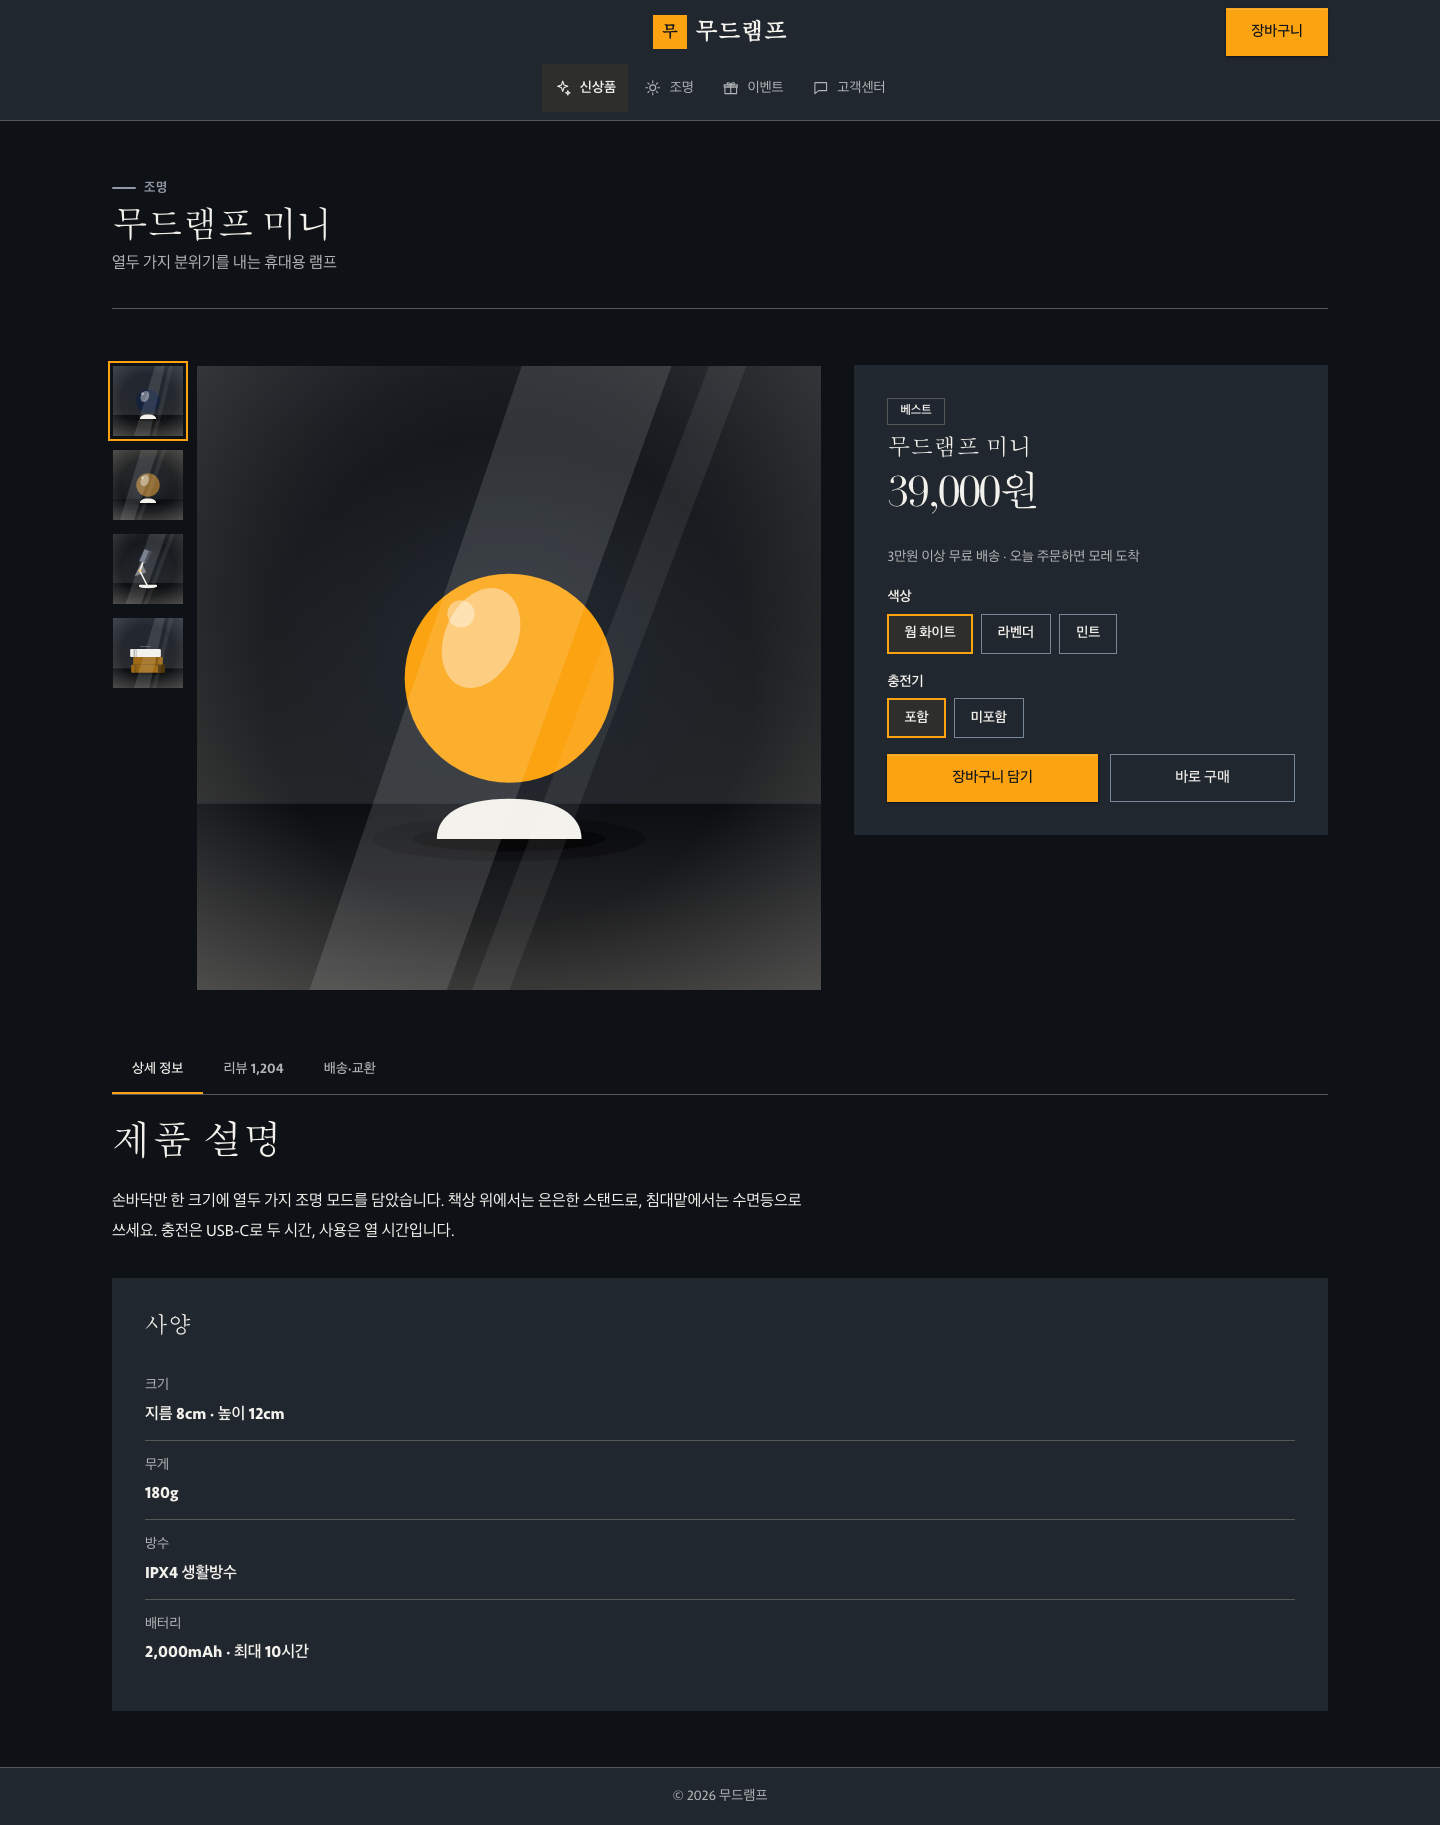 무 무드램프
장바구니
신상품 조명 이벤트 고객센터
조명
무드램프 미니
열두 가지 분위기를 내는 휴대용 램프
베스트
무드램프 미니
39,000원
3만원 이상 무료 배송 · 오늘 주문하면 모레 도착
색상
웜 화이트 라벤더 민트
충전기
포함 미포함
장바구니 담기 바로 구매
상세 정보 리뷰 1,204 배송·교환
제품 설명
손바닥만 한 크기에 열두 가지 조명 모드를 담았습니다. 책상 위에서는 은은한 스탠드로, 침대맡에서는 수면등으로
쓰세요. 충전은 USB-C로 두 시간, 사용은 열 시간입니다.
사양
크기
지름 8cm · 높이 12cm
무게
180g
방수
IPX4 생활방수
배터리
2,000mAh · 최대 10시간
© 2026 무드램프